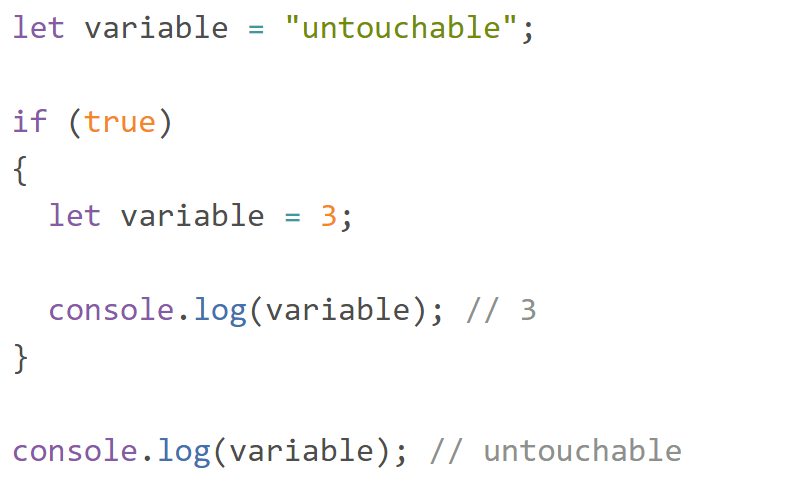 let variable = "untouchable";
if (true)
{
  let variable = 3;
  console.log(variable); // 3
}
console.log(variable); // untouchable